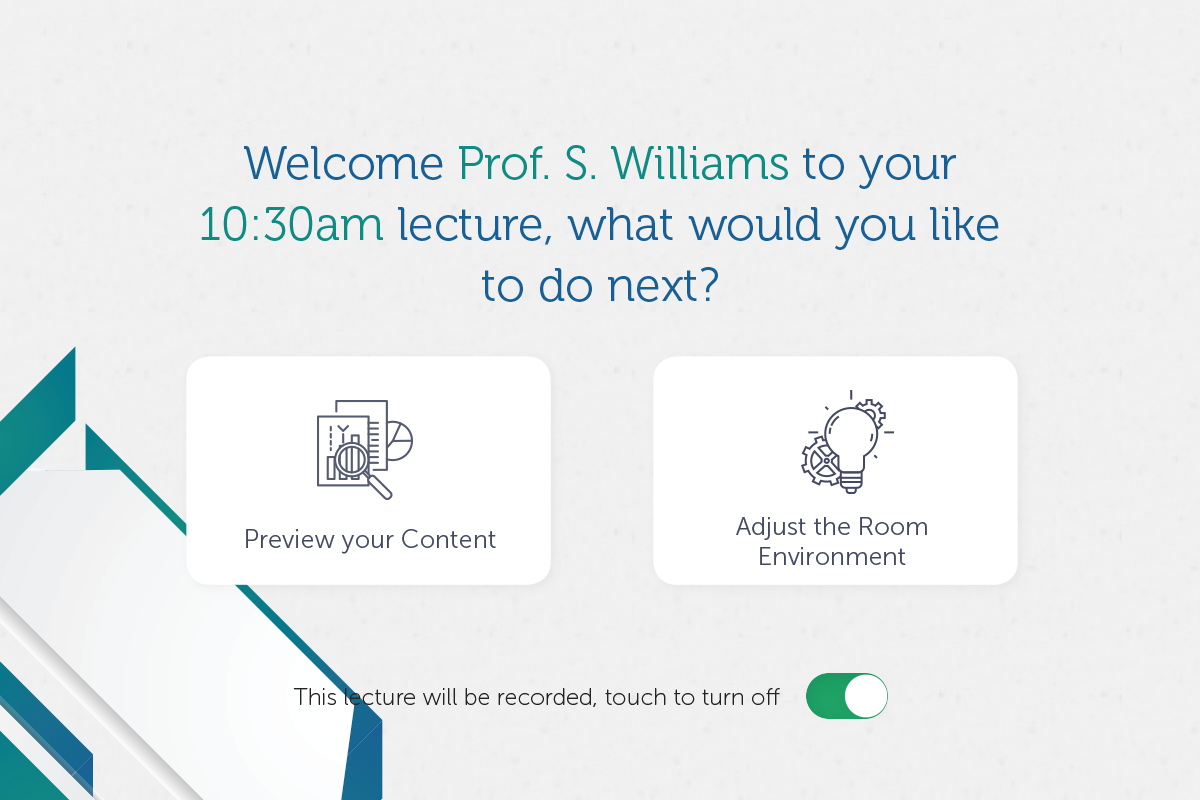 Welcome Prof. S. Williams to your
10:30am lecture, what would you like
to do next?
Preview your Content
Adjust the Room
Environment
This lecture will be recorded, touch to turn off